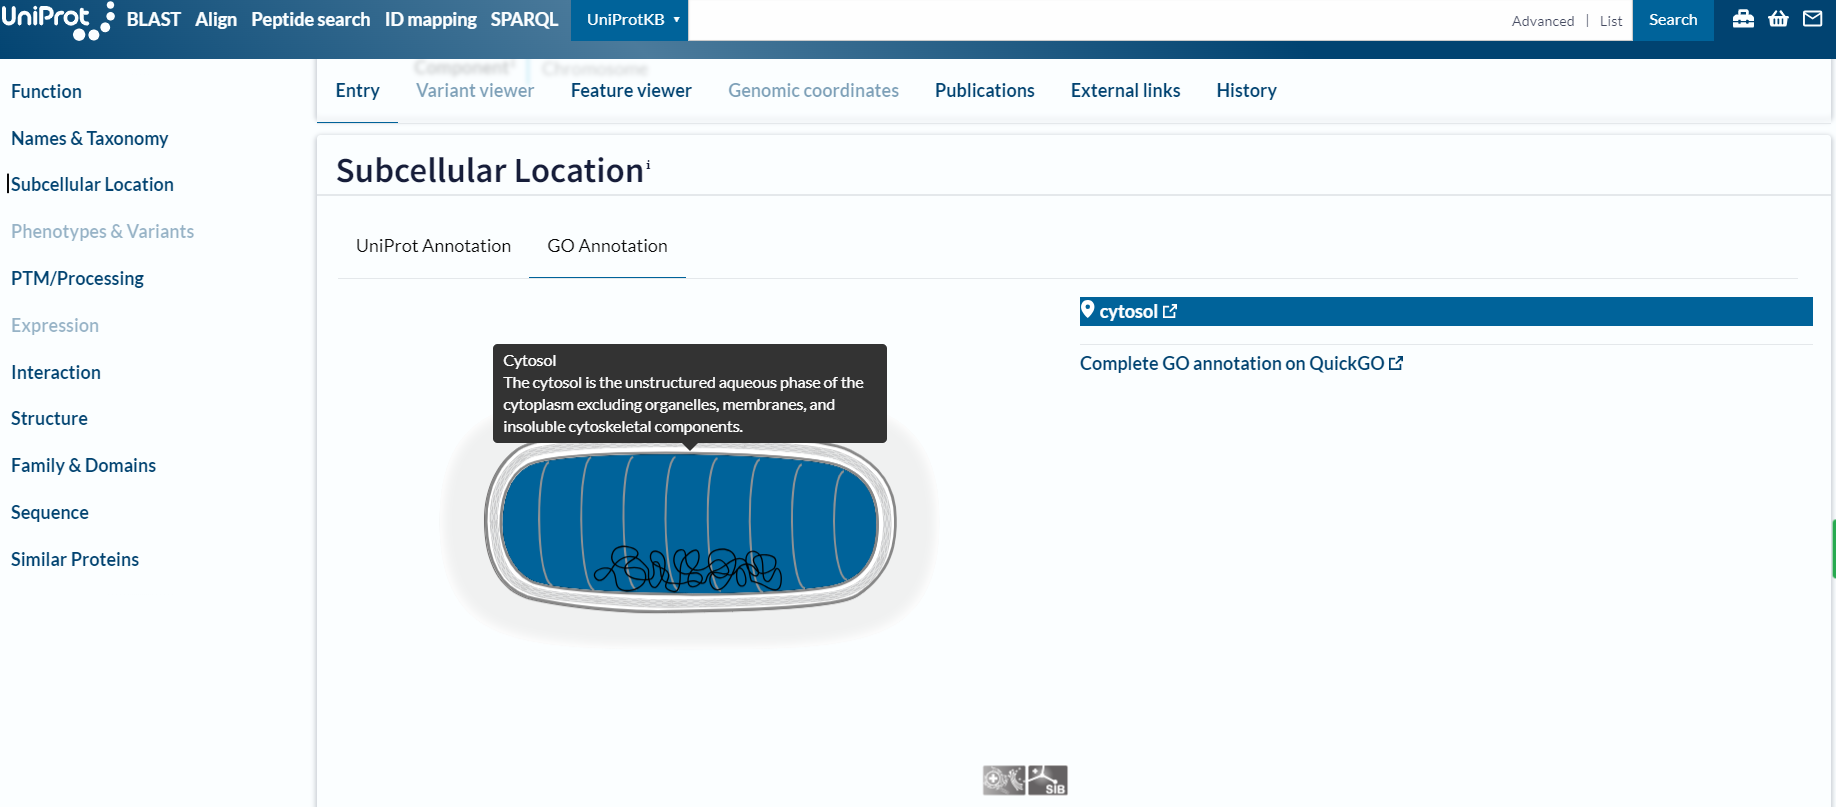 UniProt BLAST Align Peptide search ID mapping SPARQL UniProtKB Advanced | List Search
Component Chromosome
Entry Variant viewer Feature viewer Genomic coordinates Publications External links History
Function
Names & Taxonomy
Subcellular Location
Phenotypes & Variants
PTM/Processing
Expression
Interaction
Structure
Family & Domains
Sequence
Similar Proteins
Subcellular Location i
UniProt Annotation GO Annotation
Cytosol
The cytosol is the unstructured aqueous phase of the
cytoplasm excluding organelles, membranes, and
insoluble cytoskeletal components.
cytosol
Complete GO annotation on QuickGO
SIB